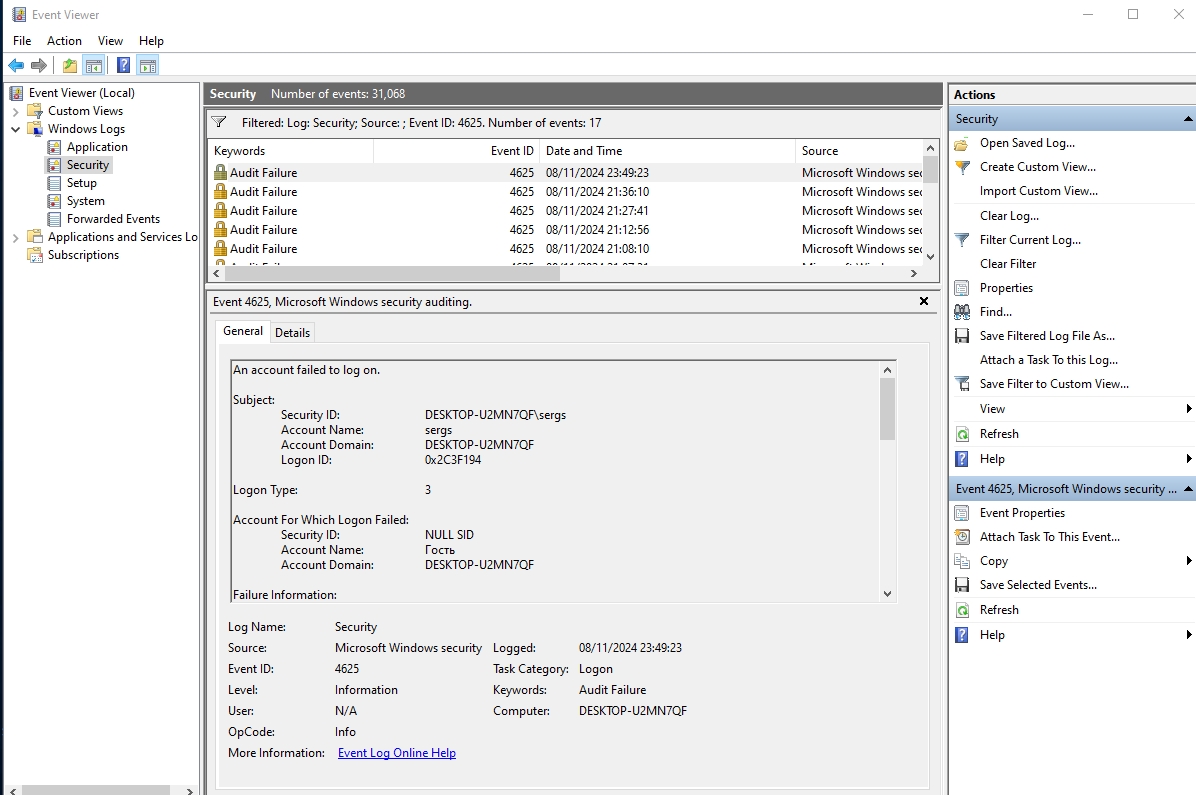 Event Viewer
File Action View Help
Event Viewer (Local)
Custom Views
Windows Logs
Application
Security
Setup
System
Forwarded Events
Applications and Services Lo
Subscriptions
Security Number of events: 31,068
Filtered: Log: Security; Source: ; Event ID: 4625. Number of events: 17
Keywords Event ID Date and Time Source
Audit Failure 4625 08/11/2024 23:49:23 Microsoft Windows sec
Audit Failure 4625 08/11/2024 21:36:10 Microsoft Windows sec
Audit Failure 4625 08/11/2024 21:27:41 Microsoft Windows sec
Audit Failure 4625 08/11/2024 21:12:56 Microsoft Windows sec
Audit Failure 4625 08/11/2024 21:08:10 Microsoft Windows sec
Event 4625, Microsoft Windows security auditing.
General Details
An account failed to log on.
Subject:
Security ID: DESKTOP-U2MN7QF\sergs
Account Name: sergs
Account Domain: DESKTOP-U2MN7QF
Logon ID: 0x2C3F194
Logon Type: 3
Account For Which Logon Failed:
Security ID: NULL SID
Account Name: Гость
Account Domain: DESKTOP-U2MN7QF
Failure Information:
Log Name: Security
Source: Microsoft Windows security Logged: 08/11/2024 23:49:23
Event ID: 4625 Task Category: Logon
Level: Information Keywords: Audit Failure
User: N/A Computer: DESKTOP-U2MN7QF
OpCode: Info
More Information: Event Log Online Help
Actions
Security
Open Saved Log...
Create Custom View...
Import Custom View...
Clear Log...
Filter Current Log...
Clear Filter
Properties
Find...
Save Filtered Log File As...
Attach a Task To this Log...
Save Filter to Custom View...
View
Refresh
Help
Event 4625, Microsoft Windows security ...
Event Properties
Attach Task To This Event...
Copy
Save Selected Events...
Refresh
Help